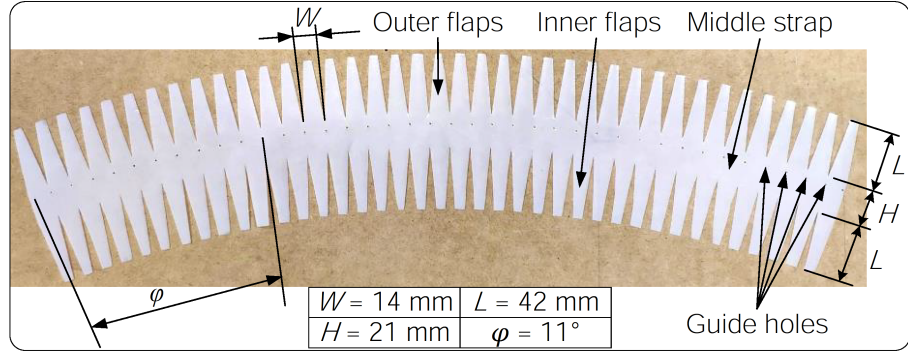 W Outer flaps Inner flaps Middle strap
L
H
L
φ
W = 14 mm L = 42 mm
H = 21 mm φ = 11°
Guide holes